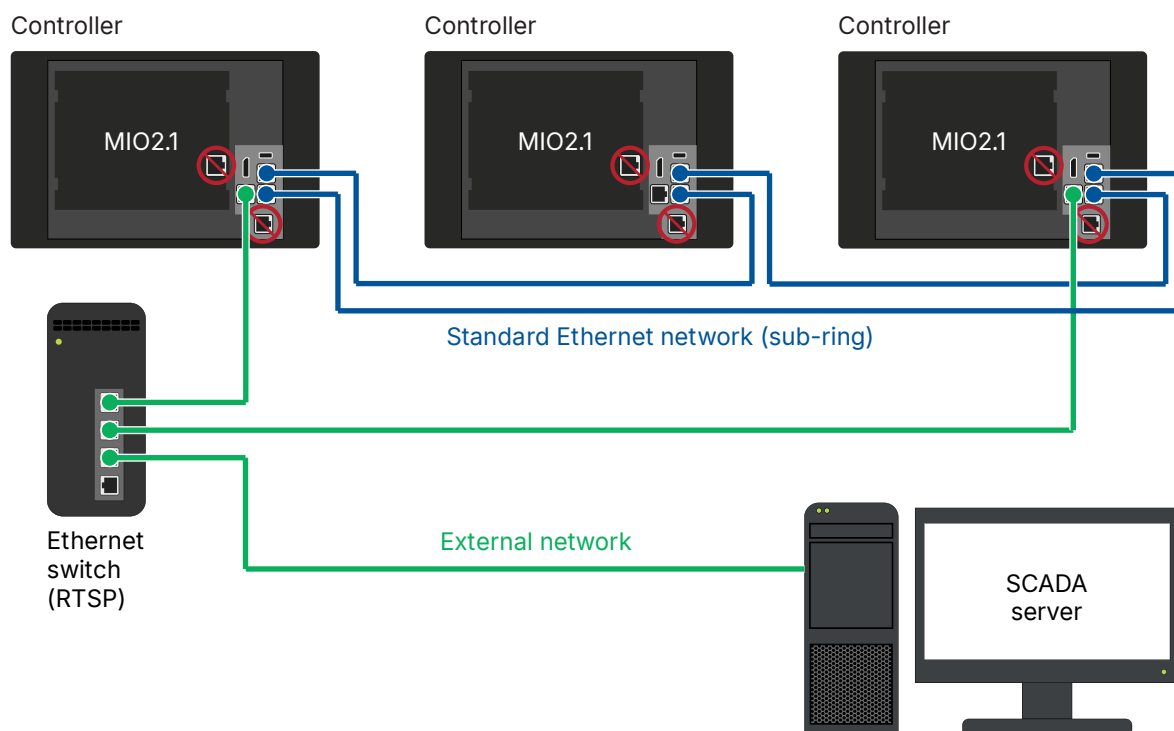 Controller
Controller
Controller
MIO2.1
MIO2.1
MIO2.1
Standard Ethernet network (sub-ring)
Ethernet
switch
(RTSP)
External network
SCADA
server